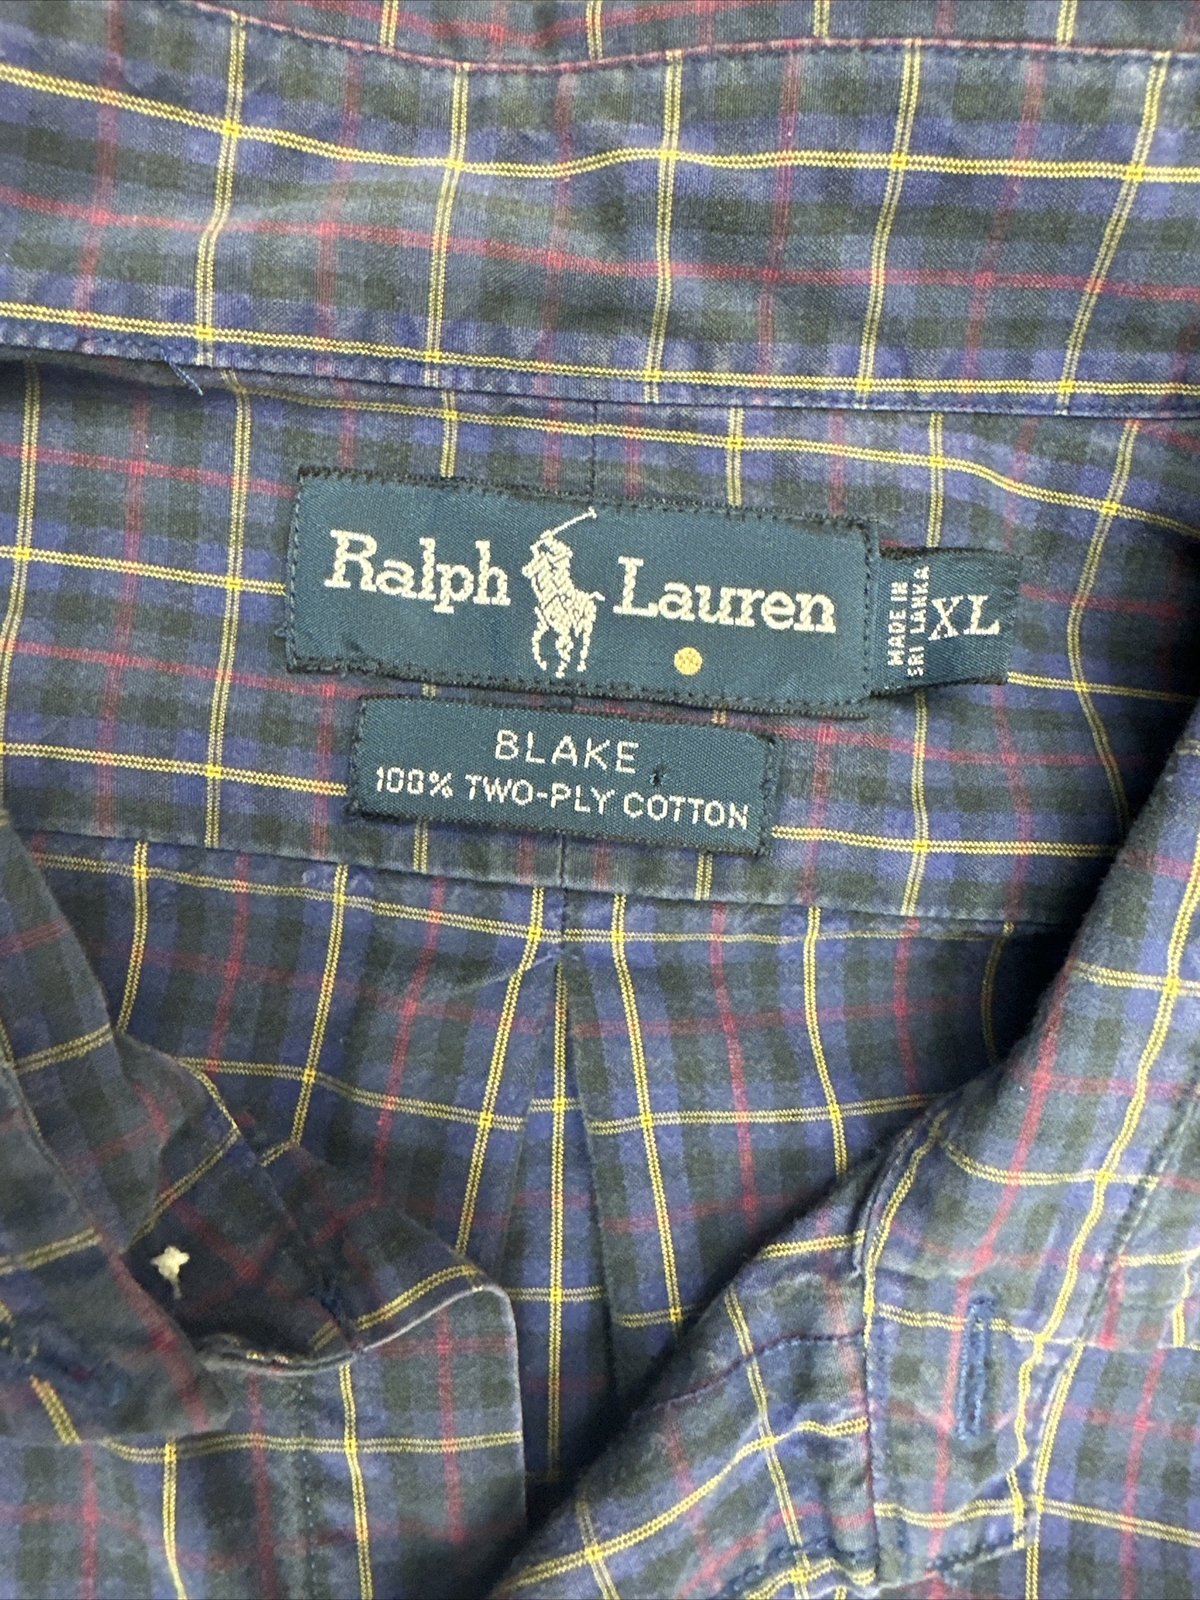 Ralph Lauren
MADE IN
SRI LANKA
XL
BLAKE
100% TWO-PLY COTTON